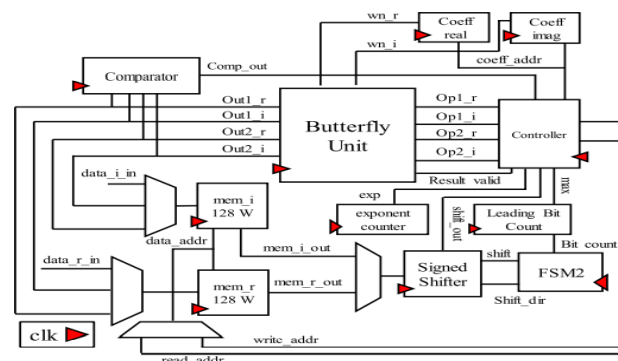 wn_r
Coeff
real
Coeff
imag
wn_i
coeff_addr
Comparator
Comp_out
Out1_r
Out1_i
Out2_r
Out2_i
Butterfly
Unit
Op1_r
Op1_i
Op2_r
Op2_i
Controller
Result valid
data_i_in
mem_i
128 W
exp
exponent
counter
shift_out
max
Leading Bit
Count
data_addr
mem_i_out
Bit count
data_r_in
mem_r
128 W
mem_r_out
Signed
Shifter
shift
FSM2
Shift_dir
clk
write_addr
read_addr